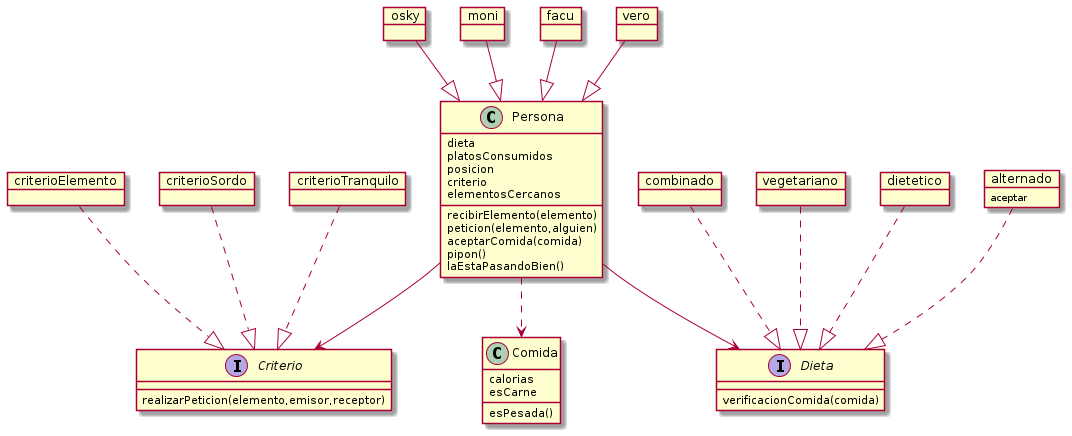 osky
moni
facu
vero
C Persona
dieta
platosConsumidos
posicion
criterio
elementosCercanos
recibirElemento(elemento)
peticion(elemento,alguien)
aceptarComida(comida)
pipon()
laEstaPasandoBien()
criterioElemento
criterioSordo
criterioTranquilo
combinado
vegetariano
dietetico
alternado
aceptar
I Criterio
realizarPeticion(elemento,emisor,receptor)
C Comida
calorias
esCarne
esPesada()
I Dieta
verificacionComida(comida)